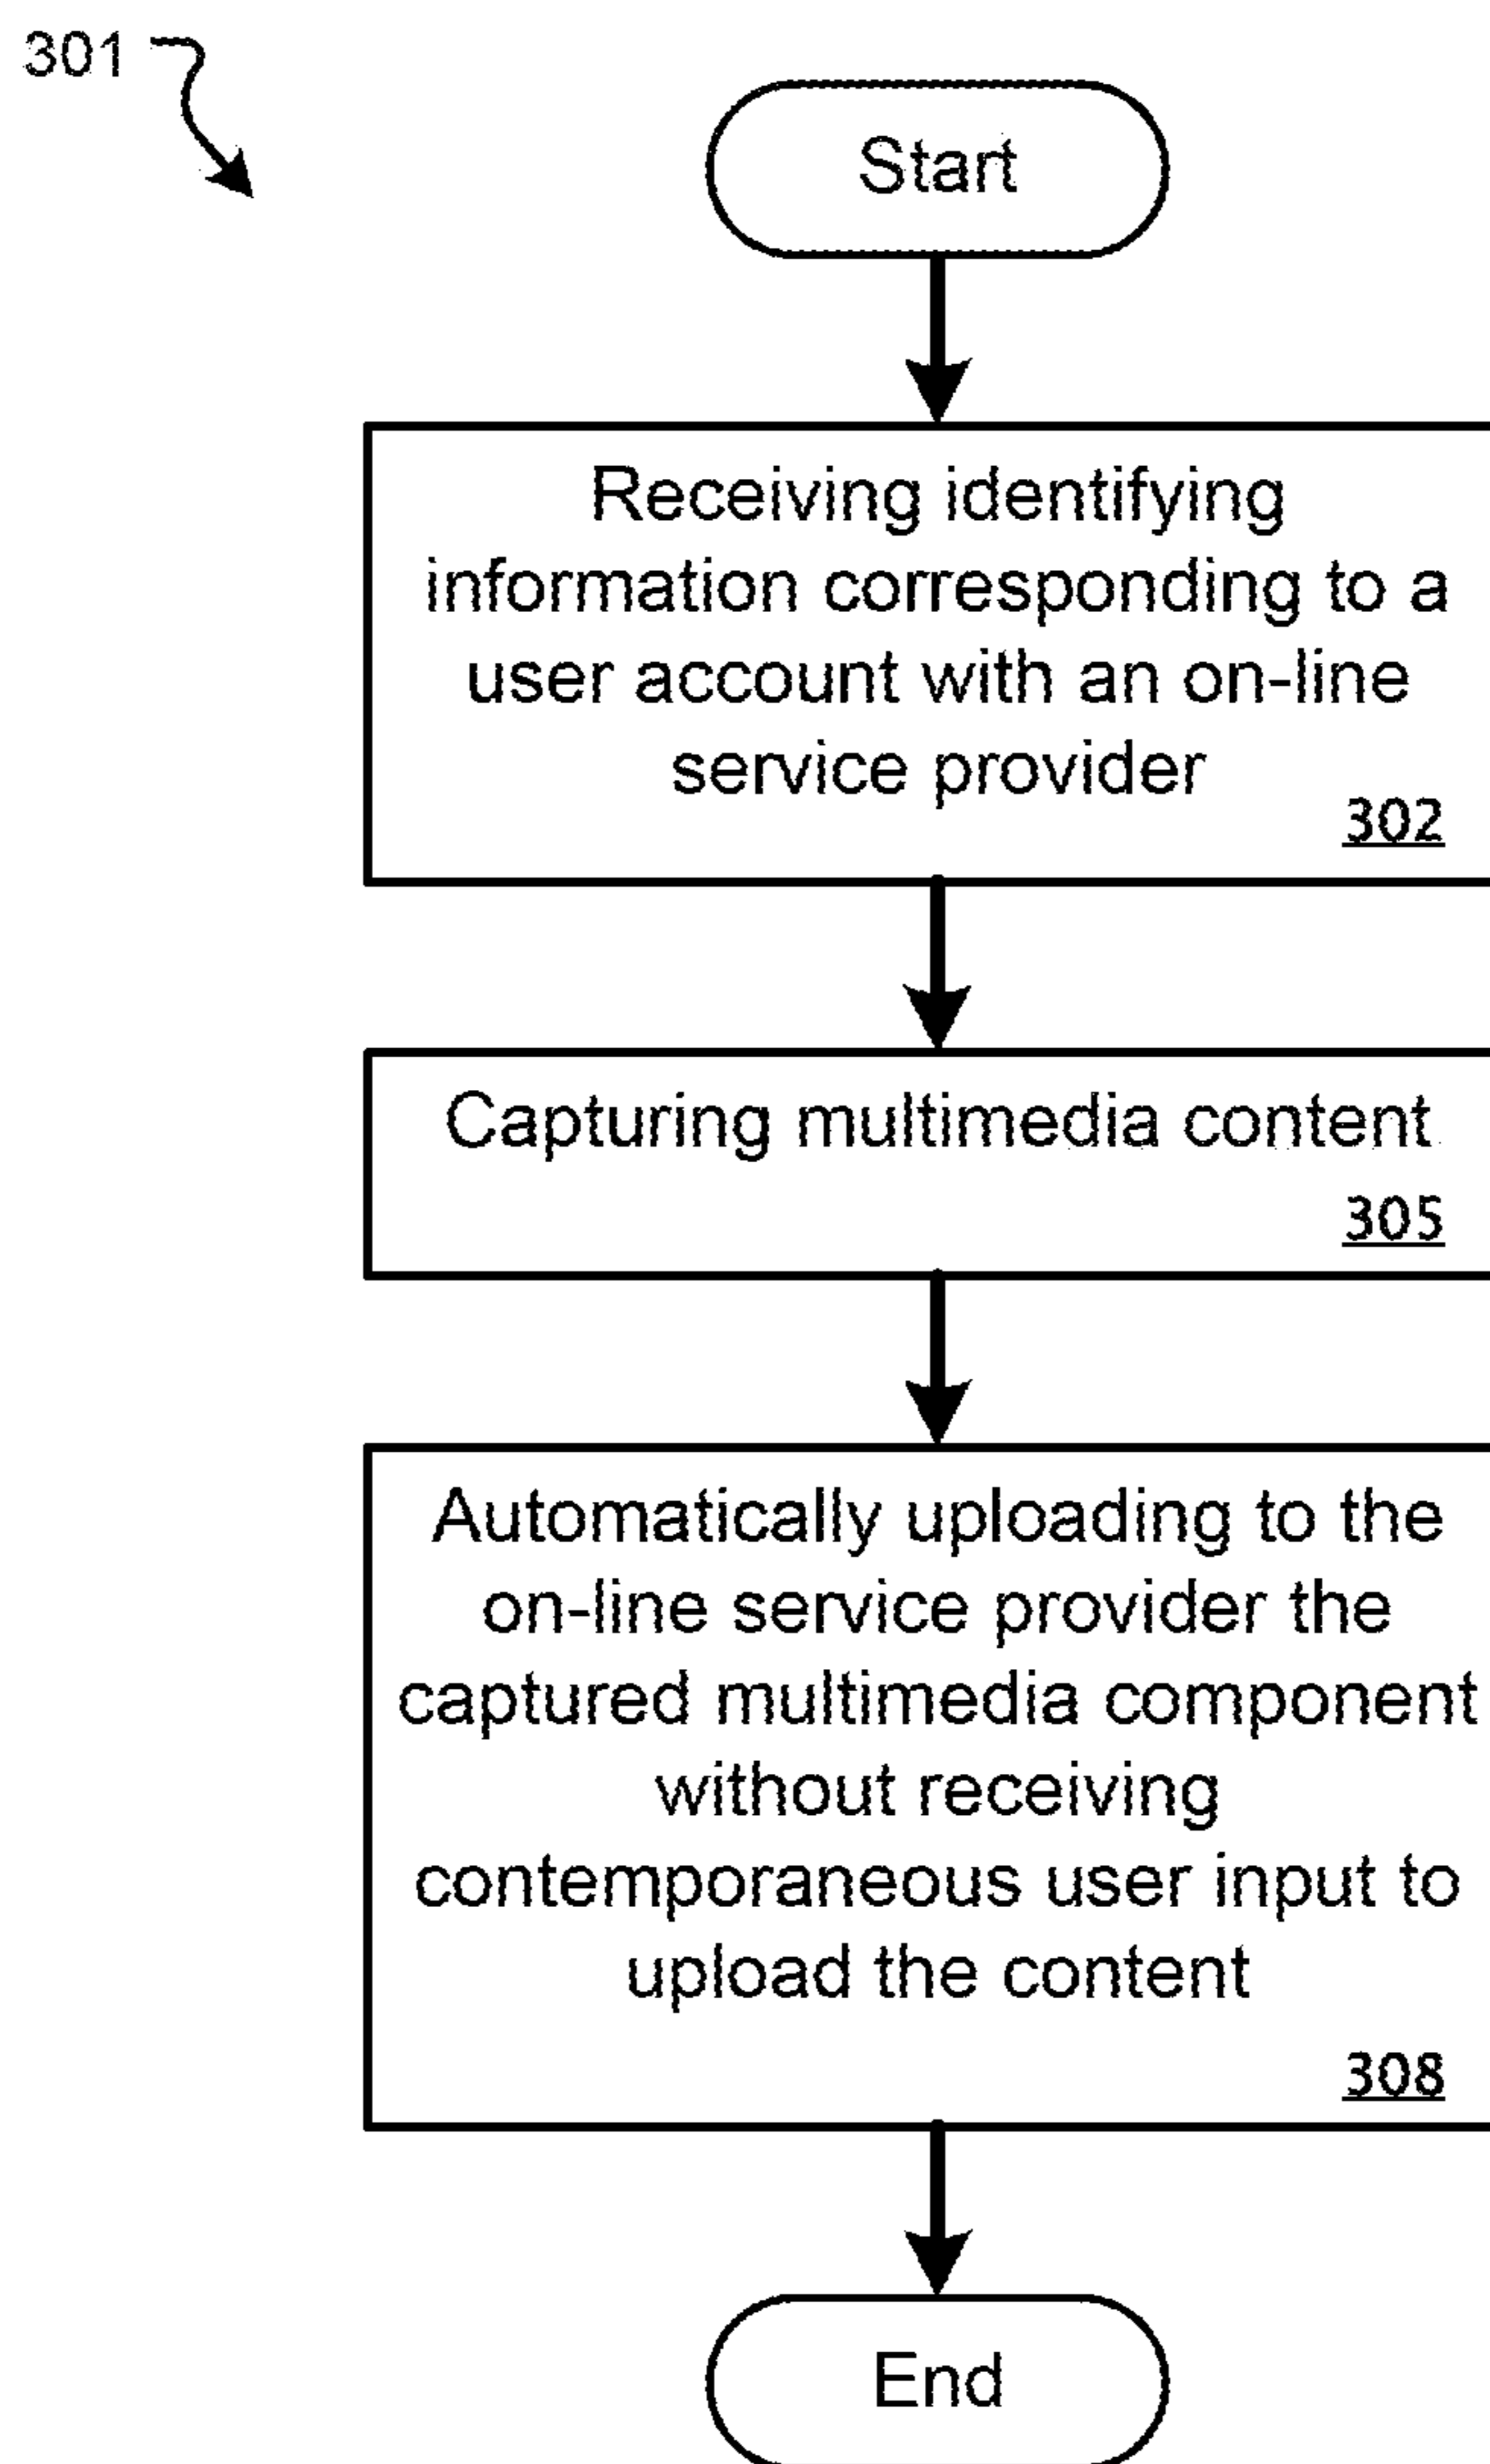 301
Start
Receiving identifying
information corresponding to a
user account with an on-line
service provider
302
Capturing multimedia content
305
Automatically uploading to the
on-line service provider the
captured multimedia component
without receiving
contemporaneous user input to
upload the content
308
End